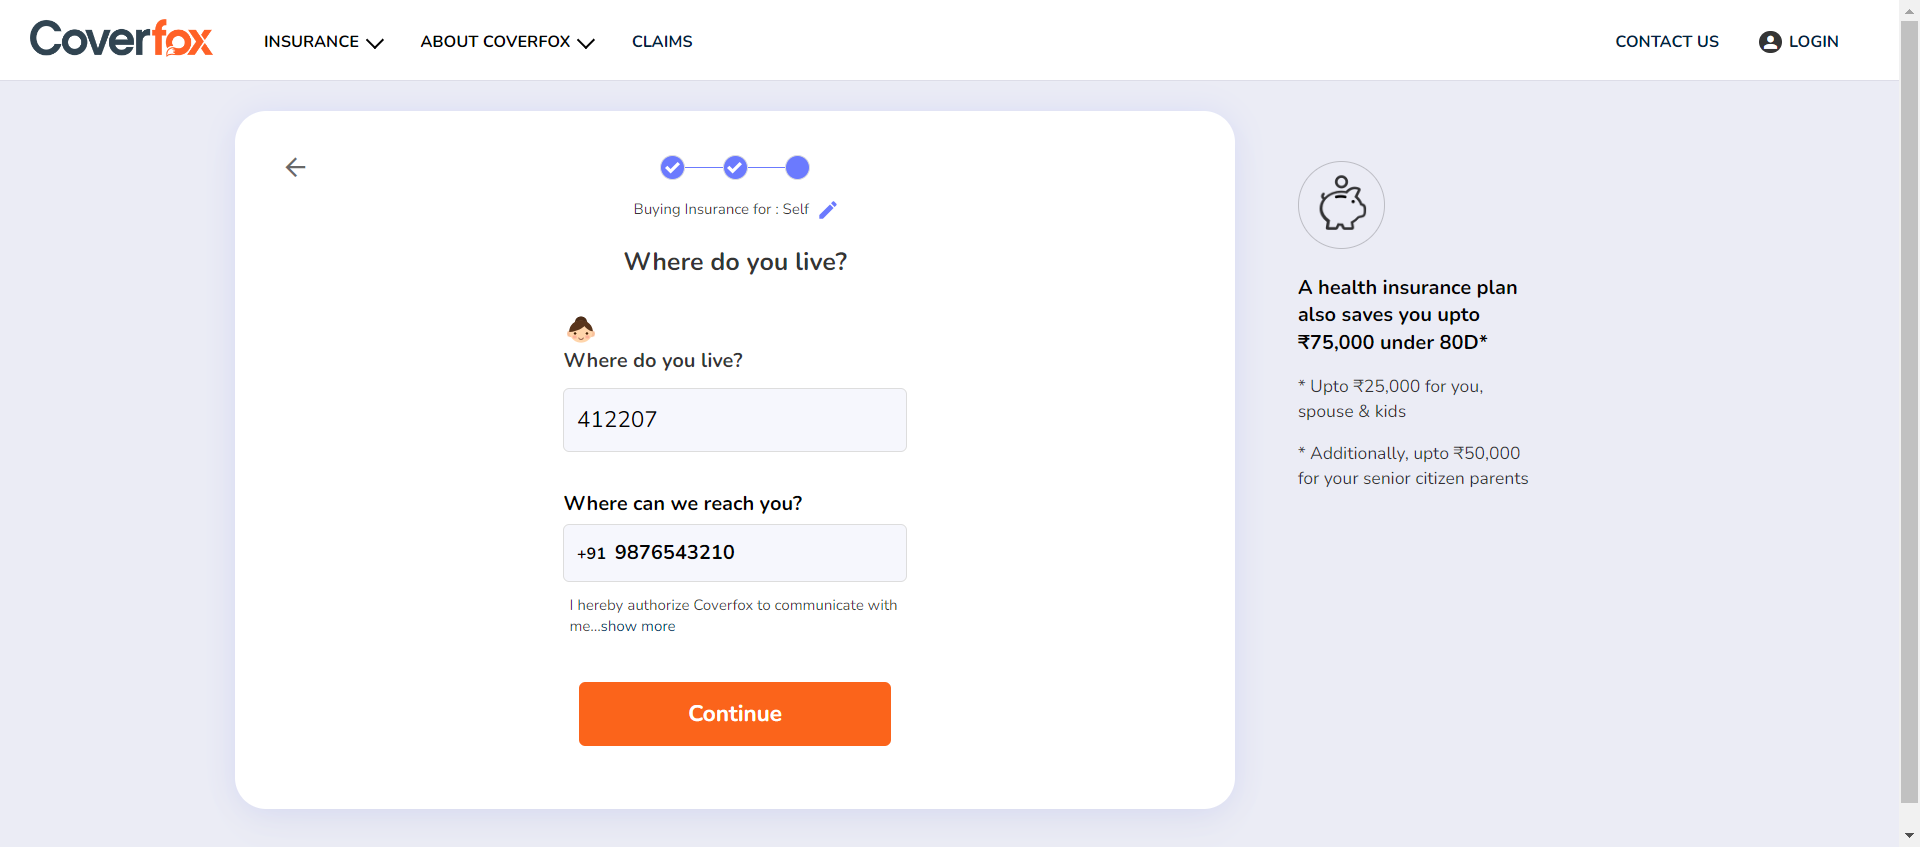 Coverfox
INSURANCE
ABOUT COVERFOX
CLAIMS
CONTACT US
LOGIN
Buying Insurance for : Self
Where do you live?
Where do you live?
412207
Where can we reach you?
+91 9876543210
I hereby authorize Coverfox to communicate with
me...show more
Continue
A health insurance plan
also saves you upto
₹75,000 under 80D*
* Upto ₹25,000 for you,
spouse & kids
* Additionally, upto ₹50,000
for your senior citizen parents